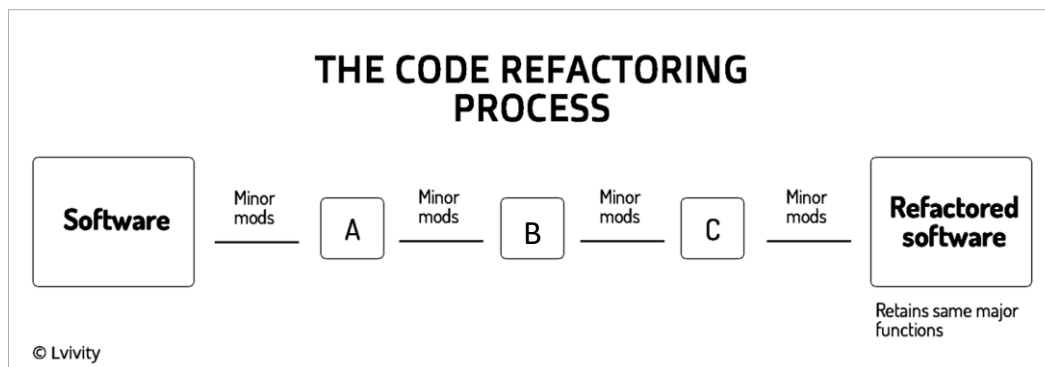 THE CODE REFACTORING
PROCESS
Software
Minor
mods
A
Minor
mods
B
Minor
mods
C
Minor
mods
Refactored
software
Retains same major
functions
© Lvivity